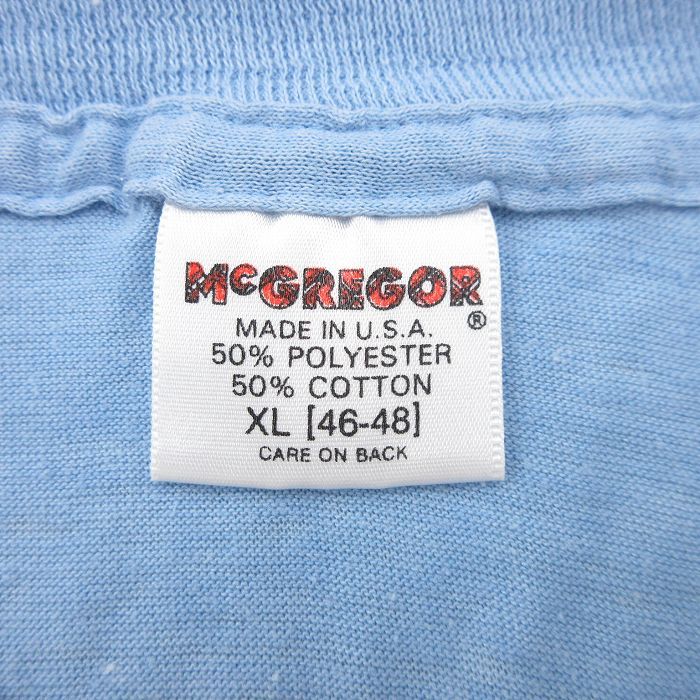 McGREGOR®
MADE IN U.S.A.
50% POLYESTER
50% COTTON
XL [46-48]
CARE ON BACK